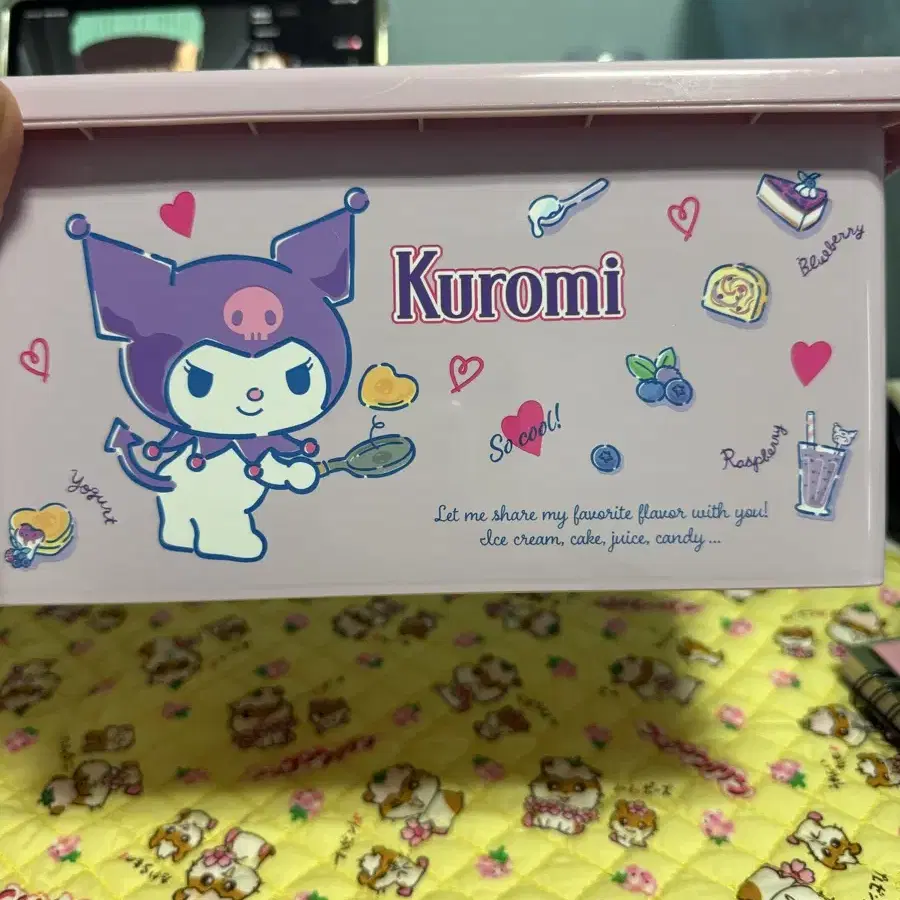 Kuromi
Blueberry
So cool!
Raspberry
Yogurt
Let me share my favorite flavor with you!
Ice cream, cake, juice, candy ...